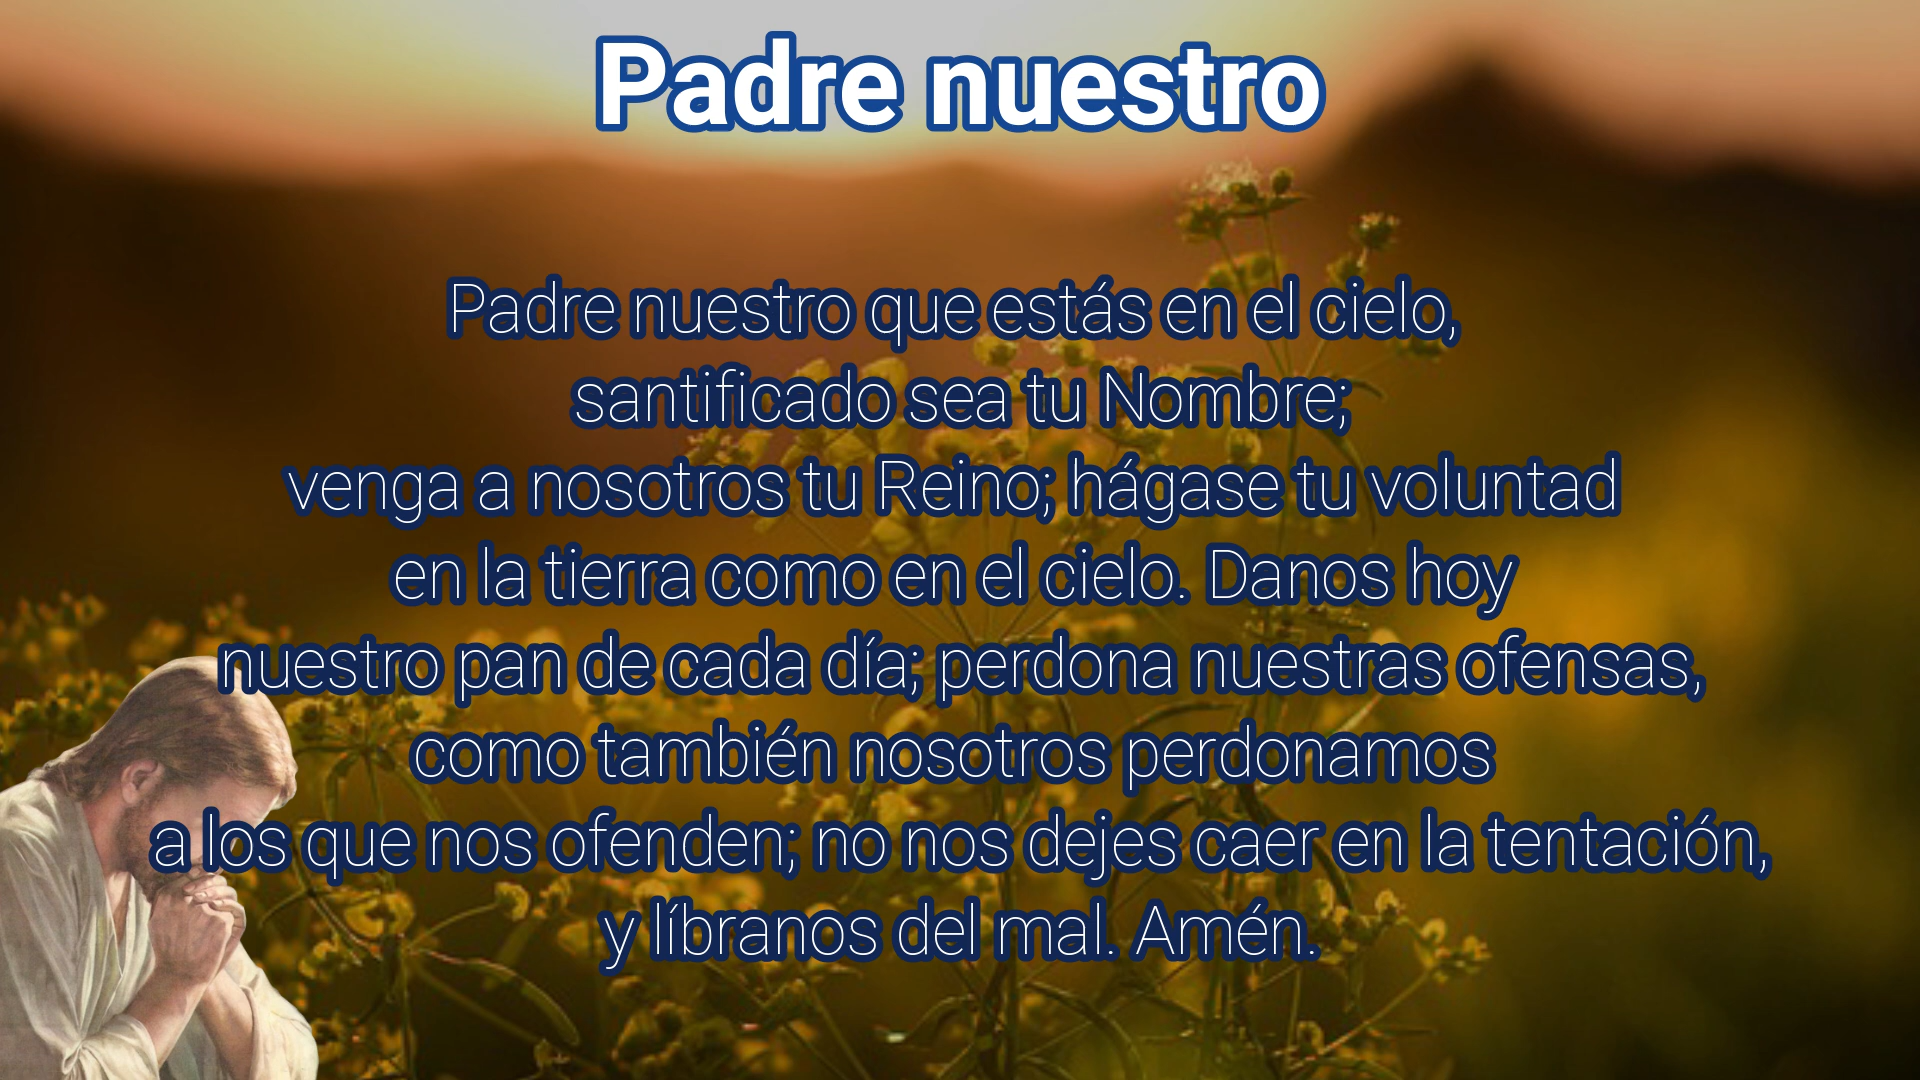 Padre nuestro
Padre nuestro que estás en el cielo,
santificado sea tu Nombre;
venga a nosotros tu Reino; hágase tu voluntad
en la tierra como en el cielo. Danos hoy
nuestro pan de cada día; perdona nuestras ofensas,
como también nosotros perdonamos
a los que nos ofenden; no nos dejes caer en la tentación,
y líbranos del mal. Amén.